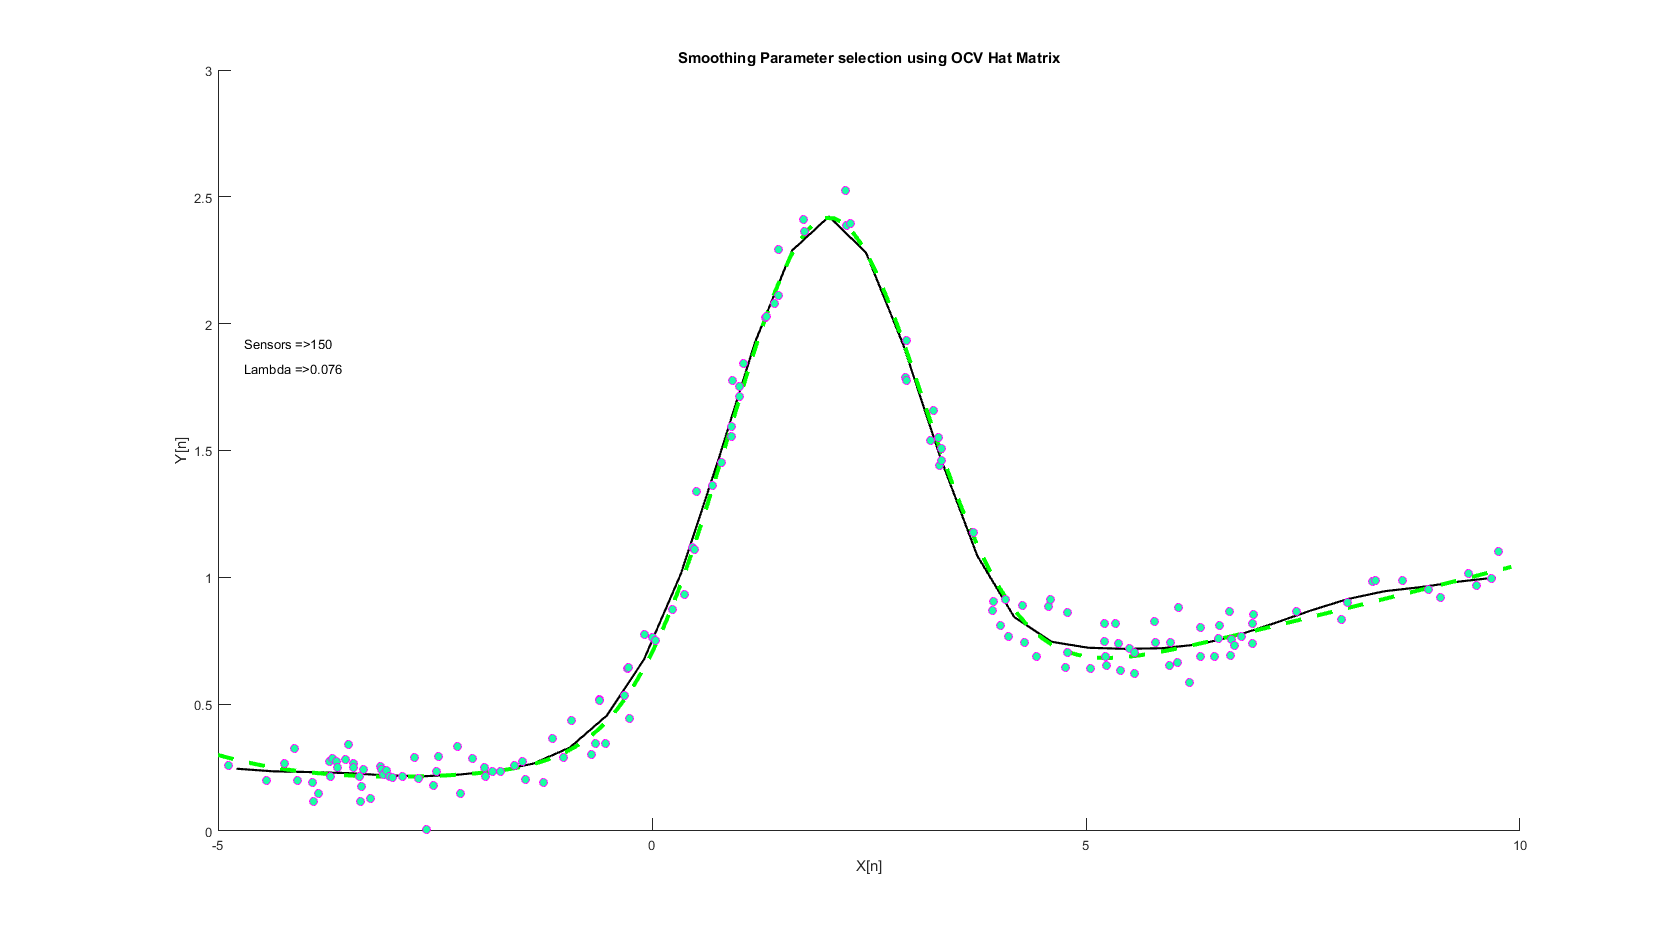 Smoothing Parameter selection using OCV Hat Matrix
3
2.5
2
Sensors =>150
Lambda =>0.076
Y[n]
1.5
1
0.5
0
-5
0
5
10
X[n]